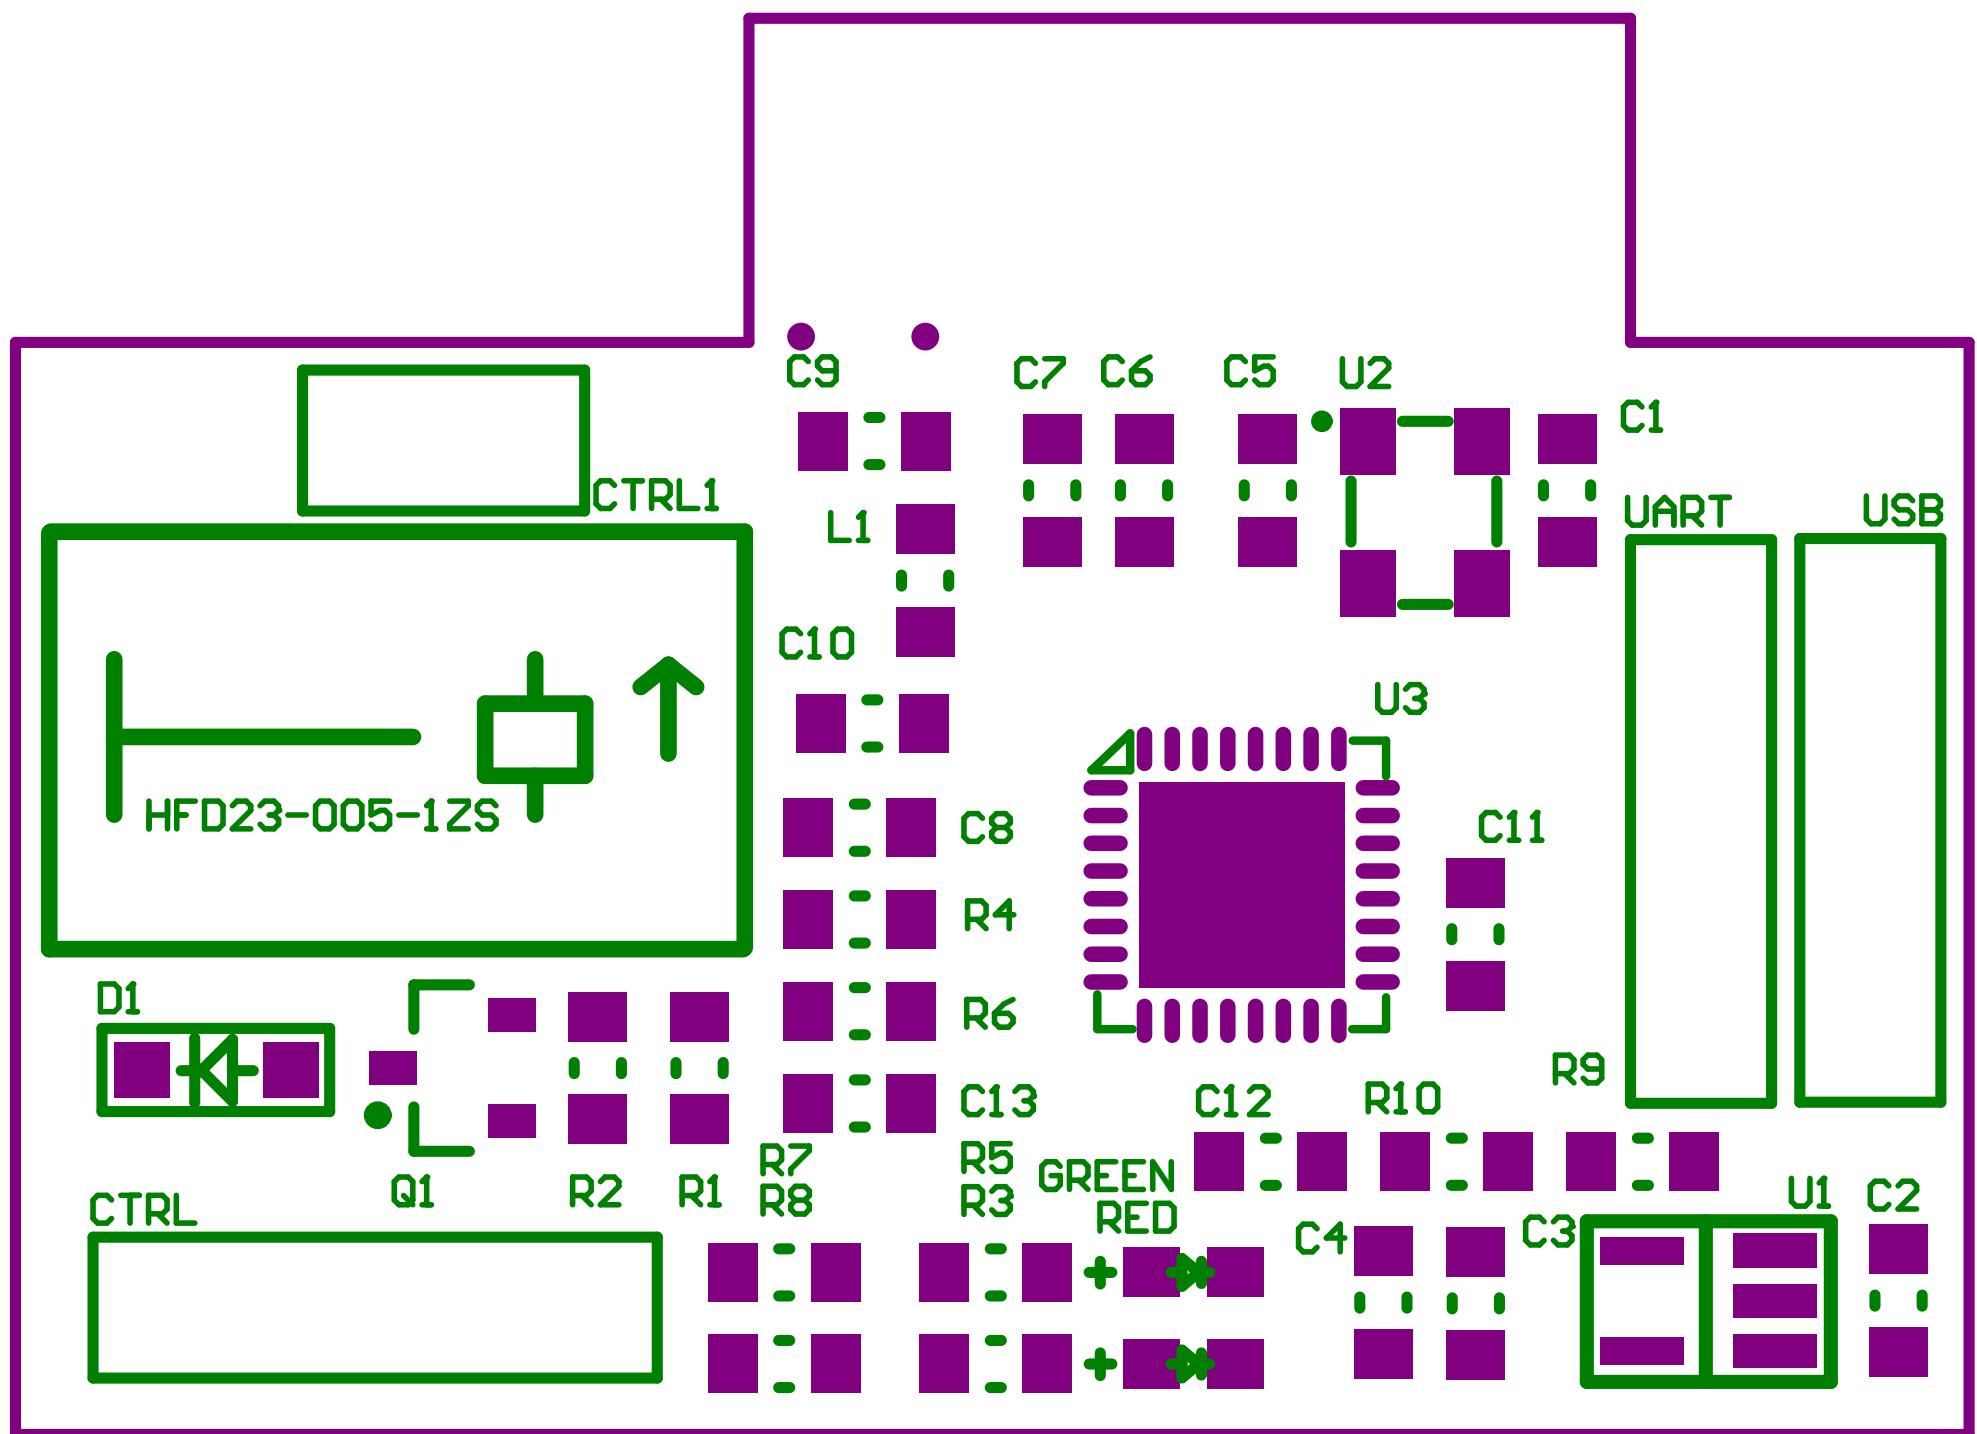 C9
C7
C6
C5
U2
C1
CTRL1
L1
UART
USB
C10
U3
HFD23-005-1ZS
C8
C11
R4
D1
R6
R9
C13
C12
R10
R7
R5
GREEN
Q1
R2
R1
R8
R3
U1
C2
CTRL
RED
C4
C3